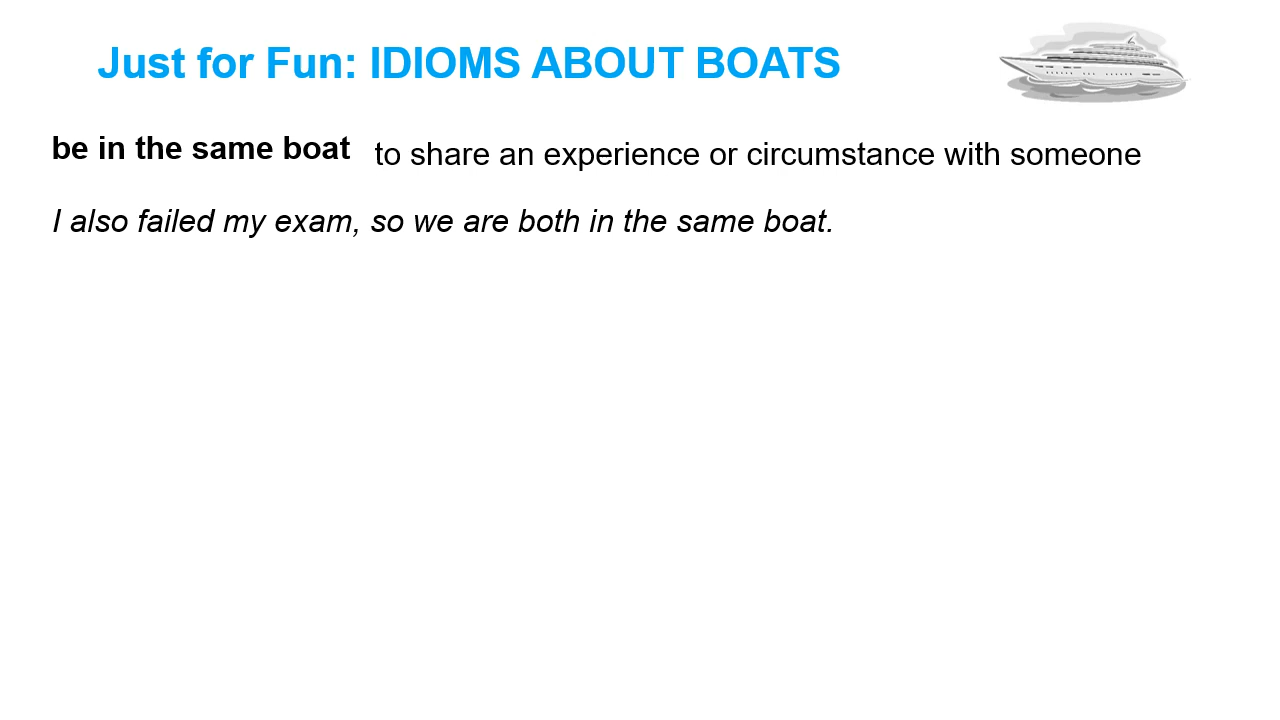 Just for Fun: IDIOMS ABOUT BOATS
be in the same boat to share an experience or circumstance with someone
I also failed my exam, so we are both in the same boat.